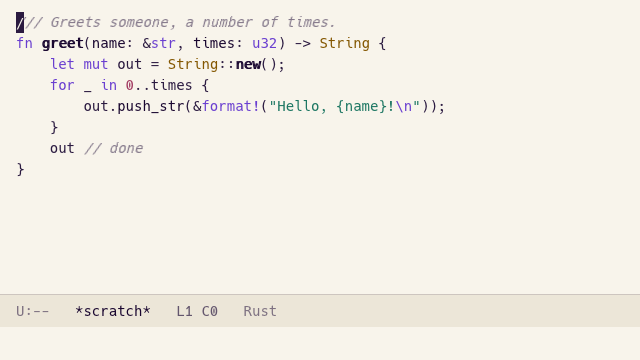 /// Greets someone, a number of times.
fn greet(name: &str, times: u32) -> String {
    let mut out = String::new();
    for _ in 0..times {
        out.push_str(&format!("Hello, {name}!\n"));
    }
    out // done
}
U:--   *scratch*   L1 C0   Rust